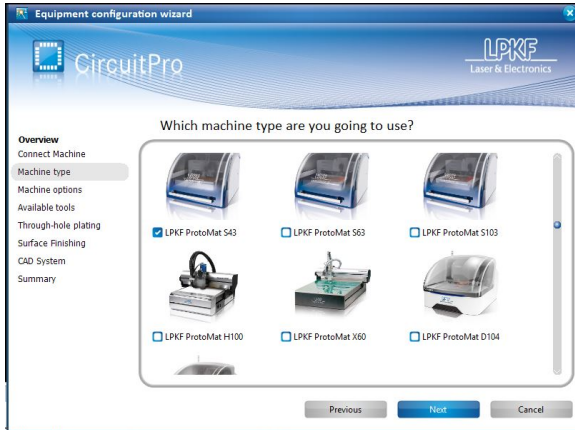 Equipment configuration wizard
CircuitPro
LPKF
Laser & Electronics
Which machine type are you going to use?
Overview
Connect Machine
Machine type
Machine options
Available tools
Through-hole plating
Surface Finishing
CAD System
Summary
LPKF ProtoMat S43
LPKF ProtoMat S63
LPKF ProtoMat S103
LPKF ProtoMat H100
LPKF ProtoMat X60
LPKF ProtoMat D104
Previous
Next
Cancel